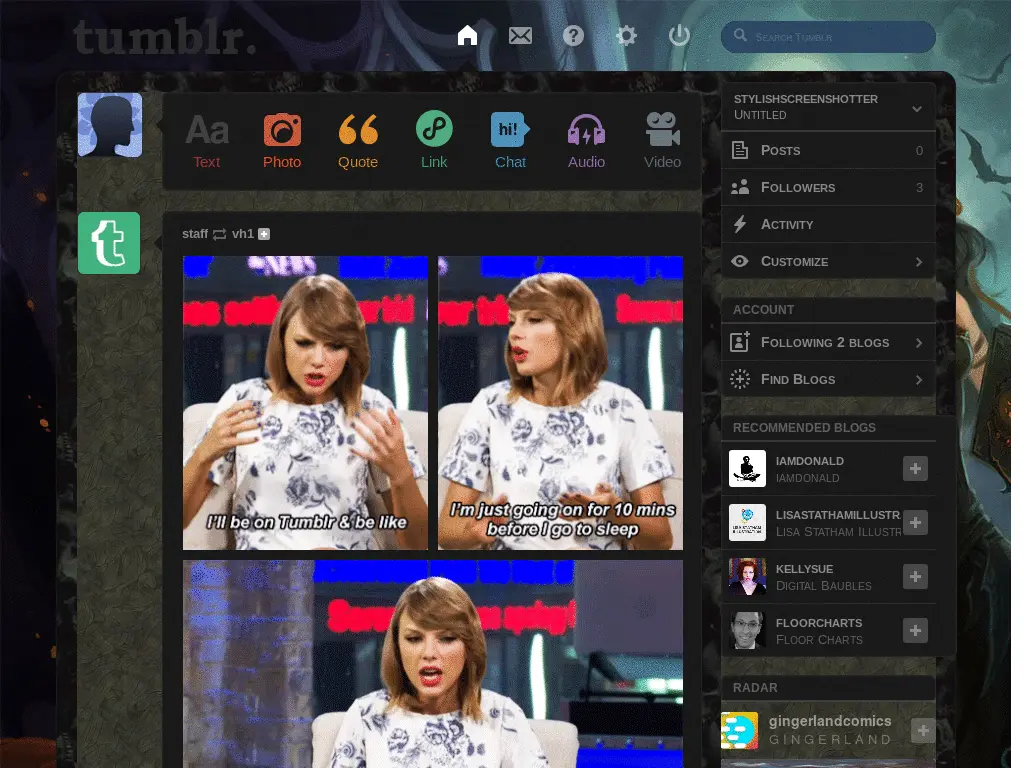 tumblr.
Search Tumblr
Aa
Text
Photo
Quote
Link
hi!
Chat
Audio
Video
staff vh1
NEWS
I'll be on Tumblr & be like
I'm just going on for 10 mins
before I go to sleep
STYLISHSCREENSHOTTER
Untitled
Posts 0
Followers 3
Activity
Customize
ACCOUNT
Following 2 blogs
Find Blogs
RECOMMENDED BLOGS
IAMDONALD
IAMDONALD
LISASTATHAMILLUSTR
Lisa Statham Illustr
KELLYSUE
Digital Baubles
FLOORCHARTS
Floor Charts
RADAR
gingerlandcomics
GINGERLAND